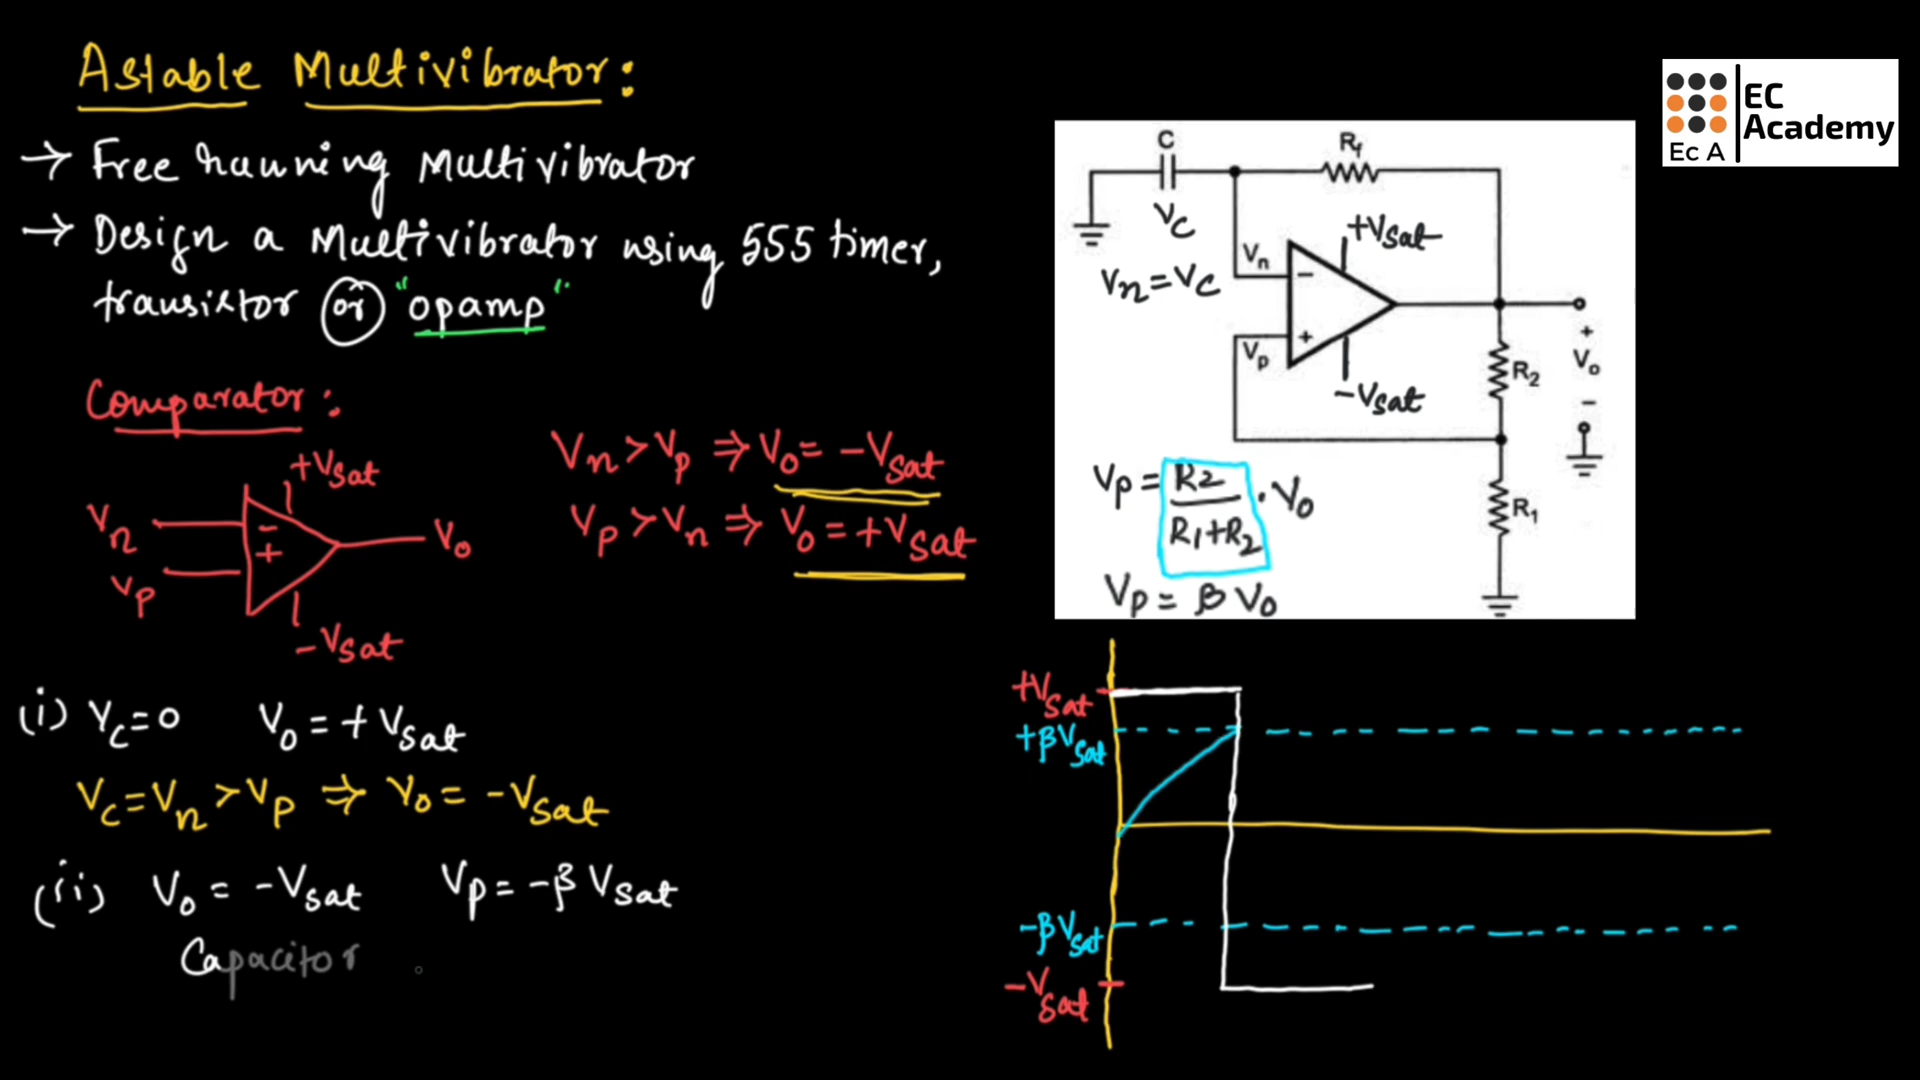 Astable Multivibrator:
→ Free running Multivibrator
→ Design a Multivibrator using 555 timer,
transistor or "opamp"
Comparator:
+Vsat
Vn
-
+
Vo
Vp
-Vsat
Vn > Vp ⇒ Vo = -Vsat
Vp > Vn ⇒ Vo = +Vsat
(i) Vc = 0 Vo = +Vsat
Vc = Vn > Vp ⇒ Vo = -Vsat
(ii) Vo = -Vsat Vp = -β Vsat
Capacitor
EC
Academy
Ec A
C
Rf
Vc
+Vsat
Vn
-
Vn = Vc
+
Vp
-Vsat
R2
+
Vo
-
R1
Vp = R2/R1+R2 . Vo
Vp = β Vo
+Vsat
+βVsat
-βVsat
-Vsat